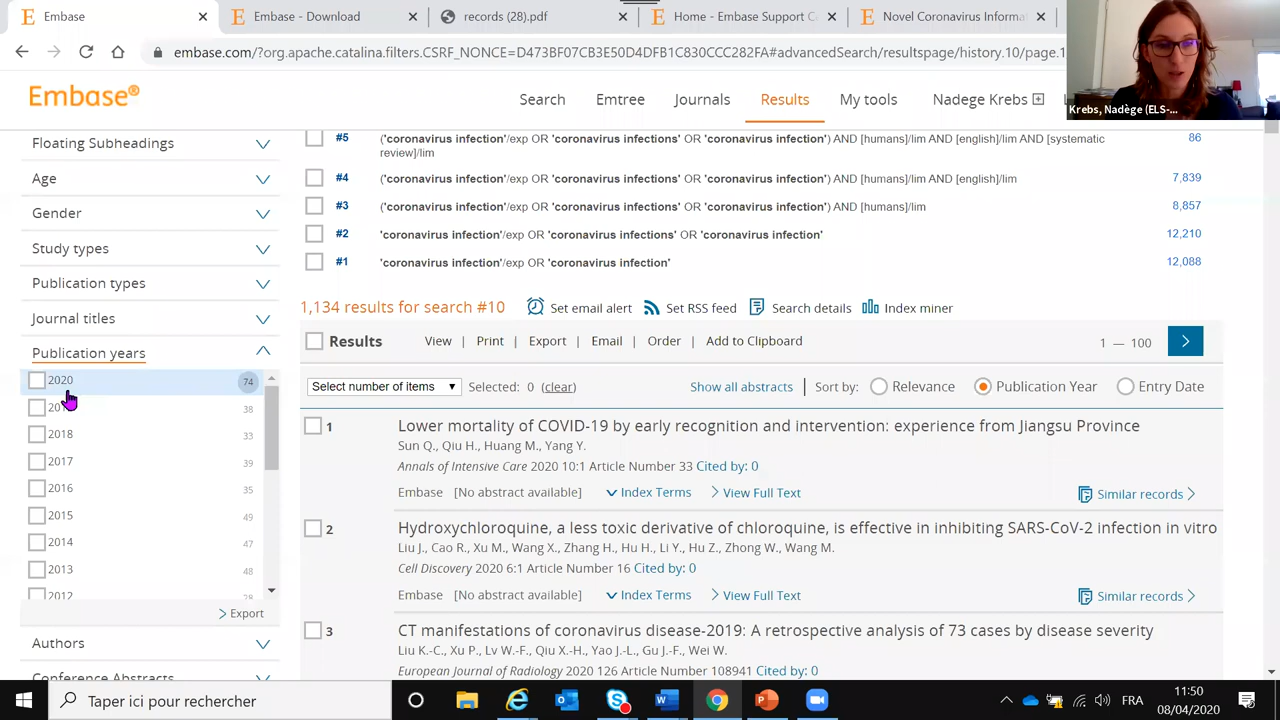 Embase
Embase - Download
records (28).pdf
Home - Embase Support C
Novel Coronavirus Informa
embase.com/?org.apache.catalina.filters.CSRF_NONCE=D473BF07CB3E50D4DFB1C830CCC282FA#advancedSearch/resultspage/history.10/page.1
Krebs, Nadège (ELS-...
Embase®
Search
Emtree
Journals
Results
My tools
Nadege Krebs
Floating Subheadings
Age
Gender
Study types
Publication types
Journal titles
Publication years
2020 74
38
2018 33
2017 39
2016 35
2015 49
2014 47
2013 48
2012 28
Export
Authors
Conference Abstracts
#5 ('coronavirus infection'/exp OR 'coronavirus infections' OR 'coronavirus infection') AND [humans]/lim AND [english]/lim AND [systematic 86
review]/lim
#4 ('coronavirus infection'/exp OR 'coronavirus infections' OR 'coronavirus infection') AND [humans]/lim AND [english]/lim 7,839
#3 ('coronavirus infection'/exp OR 'coronavirus infections' OR 'coronavirus infection') AND [humans]/lim 8,857
#2 'coronavirus infection'/exp OR 'coronavirus infections' OR 'coronavirus infection' 12,210
#1 'coronavirus infection'/exp OR 'coronavirus infection' 12,088
1,134 results for search #10 Set email alert Set RSS feed Search details Index miner
Results View | Print | Export | Email | Order | Add to Clipboard 1 — 100
Select number of items Selected: 0 (clear) Show all abstracts | Sort by: Relevance Publication Year Entry Date
1 Lower mortality of COVID-19 by early recognition and intervention: experience from Jiangsu Province
Sun Q., Qiu H., Huang M., Yang Y.
Annals of Intensive Care 2020 10:1 Article Number 33 Cited by: 0
Embase [No abstract available] Index Terms View Full Text Similar records
2 Hydroxychloroquine, a less toxic derivative of chloroquine, is effective in inhibiting SARS-CoV-2 infection in vitro
Liu J., Cao R., Xu M., Wang X., Zhang H., Hu H., Li Y., Hu Z., Zhong W., Wang M.
Cell Discovery 2020 6:1 Article Number 16 Cited by: 0
Embase [No abstract available] Index Terms View Full Text Similar records
3 CT manifestations of coronavirus disease-2019: A retrospective analysis of 73 cases by disease severity
Liu K.-C., Xu P., Lv W.-F., Qiu X.-H., Yao J.-L., Gu J.-F., Wei W.
European Journal of Radiology 2020 126 Article Number 108941 Cited by: 0
Taper ici pour rechercher
FRA
11:50
08/04/2020